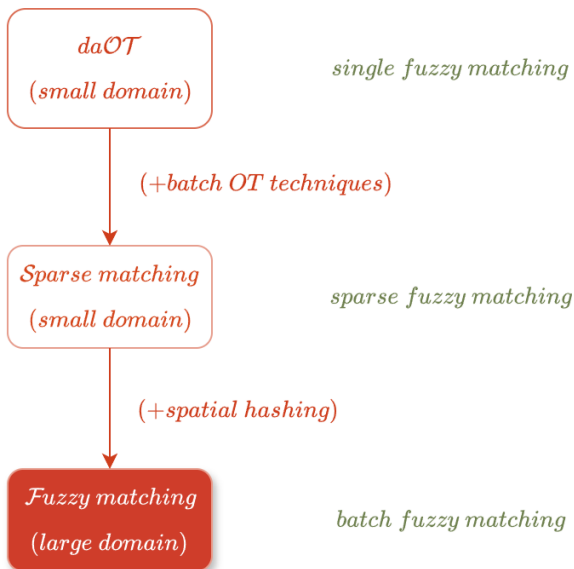 da𝒪𝒯
(small domain)
single fuzzy matching
(+batch OT techniques)
𝒮parse matching
(small domain)
sparse fuzzy matching
(+spatial hashing)
ℱuzzy matching
(large domain)
batch fuzzy matching